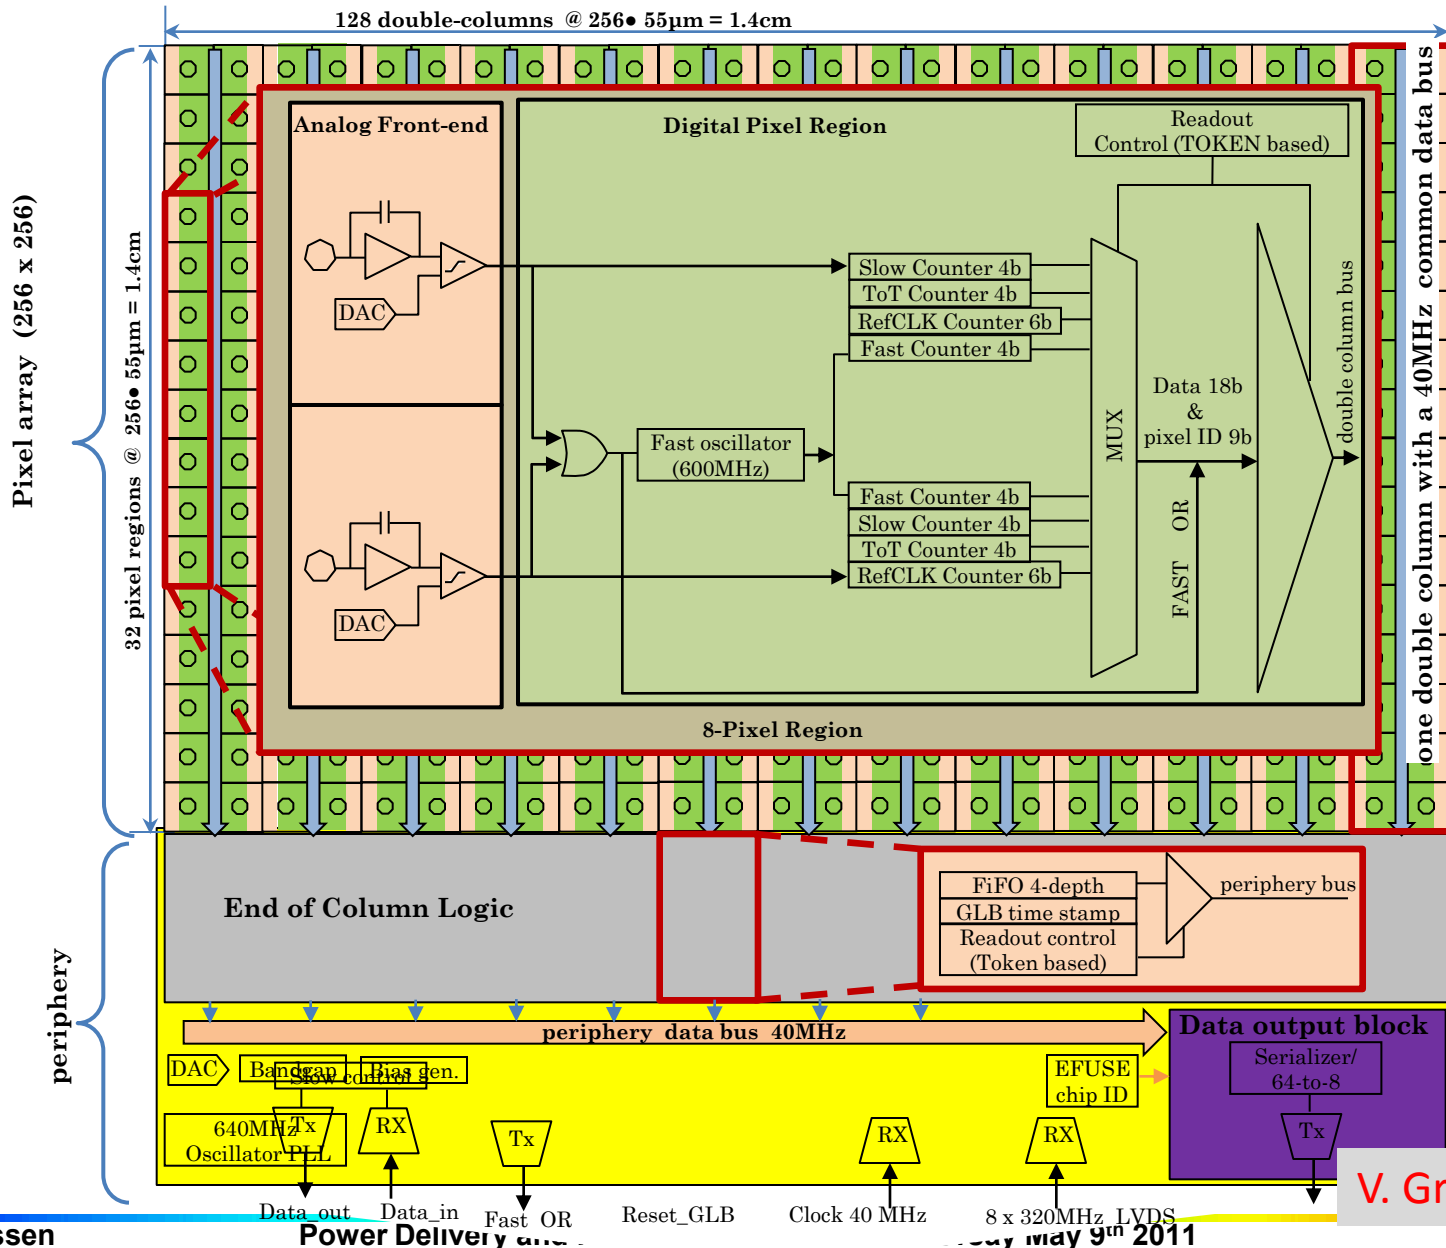 128 double-columns @ 256● 55µm = 1.4cm
Pixel array (256 x 256)
32 pixel regions @ 256● 55µm = 1.4cm
one double column with a 40MHz common data bus
Analog Front-end
Digital Pixel Region
Readout
Control (TOKEN based)
DAC
Slow Counter 4b
ToT Counter 4b
RefCLK Counter 6b
Fast Counter 4b
Fast oscillator
(600MHz)
MUX
Data 18b
&
pixel ID 9b
double column bus
FAST OR
Fast Counter 4b
Slow Counter 4b
ToT Counter 4b
RefCLK Counter 6b
DAC
8-Pixel Region
periphery
End of Column Logic
FiFO 4-depth
GLB time stamp
Readout control
(Token based)
periphery bus
periphery data bus 40MHz
Data output block
Serializer/
64-to-8
Tx
DAC
Bandgap
Bias gen.
Slow control
EFUSE
chip ID
640MHz
Oscillator PLL
Tx
RX
Tx
RX
RX
Data_out
Data_in
Fast OR
Reset_GLB
Clock 40 MHz
8 x 320MHz LVDS
V. Gr
ssen
Power Delivery and
May 9th 2011